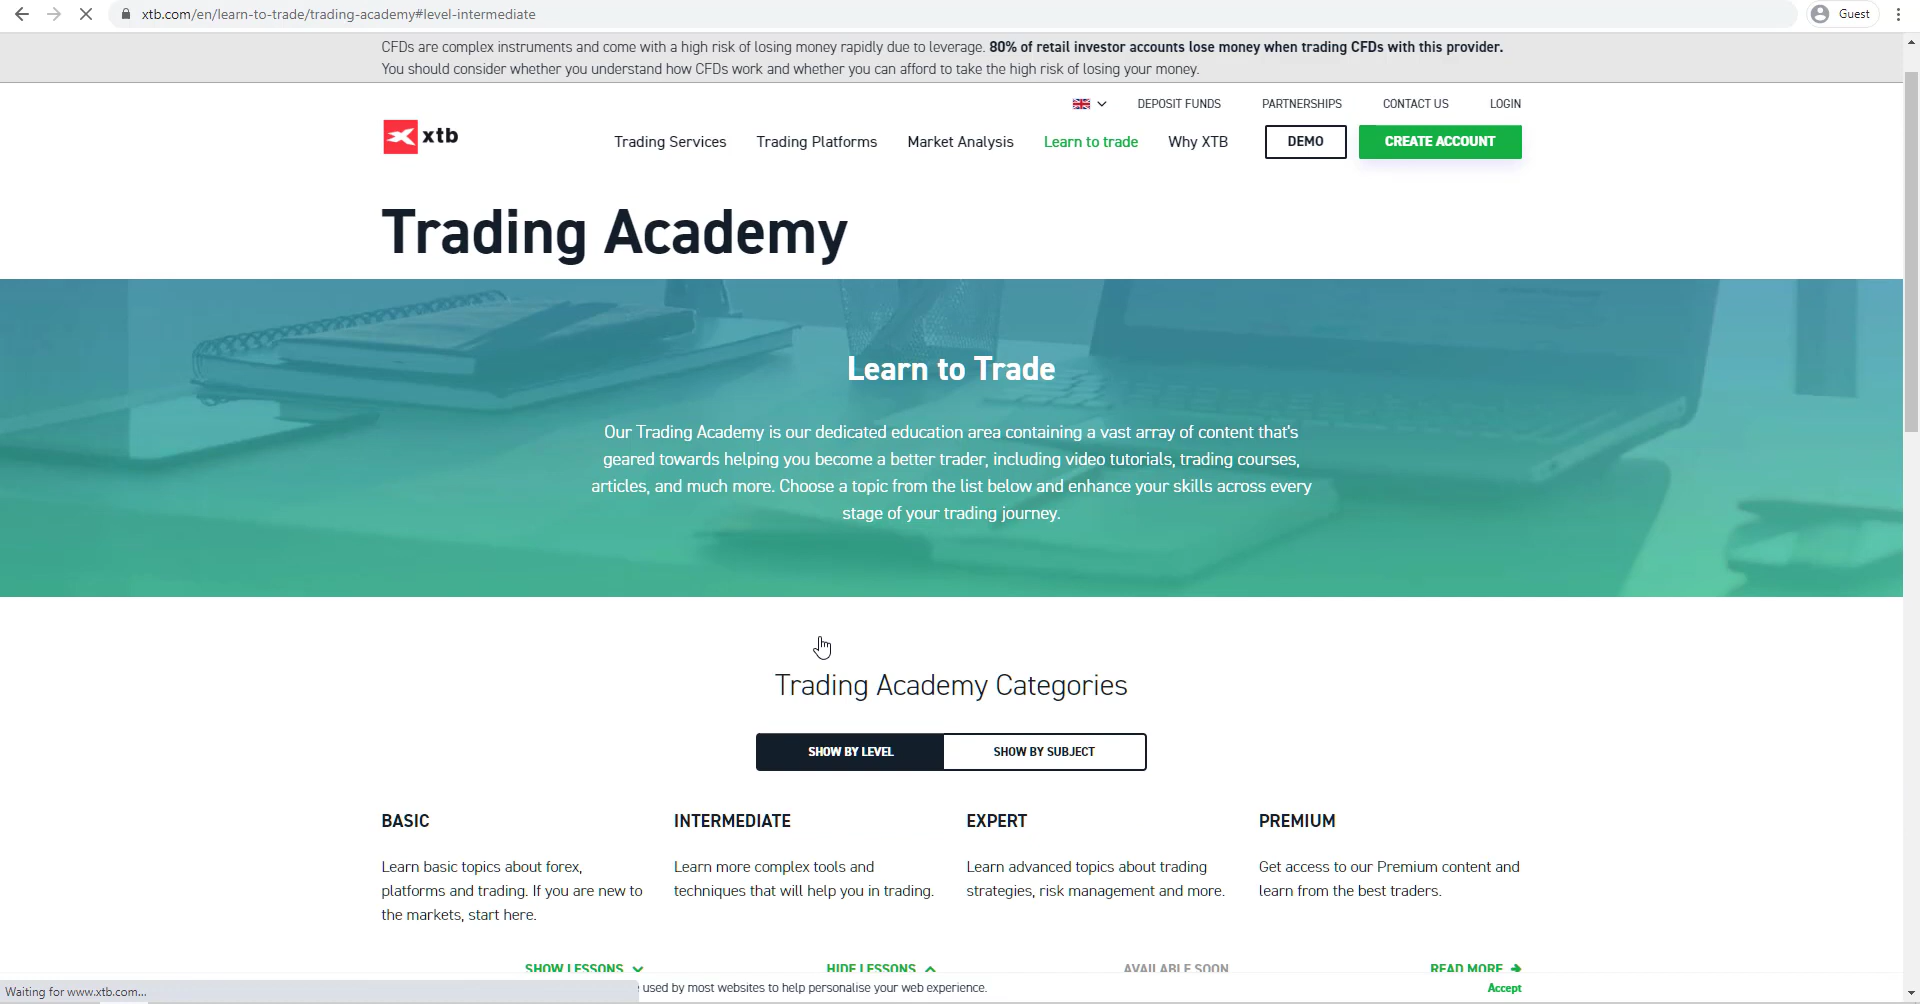 xtb.com/en/learn-to-trade/trading-academy#level-intermediate
Guest
CFDs are complex instruments and come with a high risk of losing money rapidly due to leverage. 80% of retail investor accounts lose money when trading CFDs with this provider.
You should consider whether you understand how CFDs work and whether you can afford to take the high risk of losing your money.
DEPOSIT FUNDS PARTNERSHIPS CONTACT US LOGIN
xtb Trading Services Trading Platforms Market Analysis Learn to trade Why XTB DEMO CREATE ACCOUNT
Trading Academy
Learn to Trade
Our Trading Academy is our dedicated education area containing a vast array of content that's
geared towards helping you become a better trader, including video tutorials, trading courses,
articles, and much more. Choose a topic from the list below and enhance your skills across every
stage of your trading journey.
Trading Academy Categories
SHOW BY LEVEL SHOW BY SUBJECT
BASIC
Learn basic topics about forex,
platforms and trading. If you are new to
the markets, start here.
SHOW LESSONS
INTERMEDIATE
Learn more complex tools and
techniques that will help you in trading.
HIDE LESSONS
EXPERT
Learn advanced topics about trading
strategies, risk management and more.
AVAILABLE SOON
PREMIUM
Get access to our Premium content and
learn from the best traders.
READ MORE
used by most websites to help personalise your web experience.
Accept
Waiting for www.xtb.com...